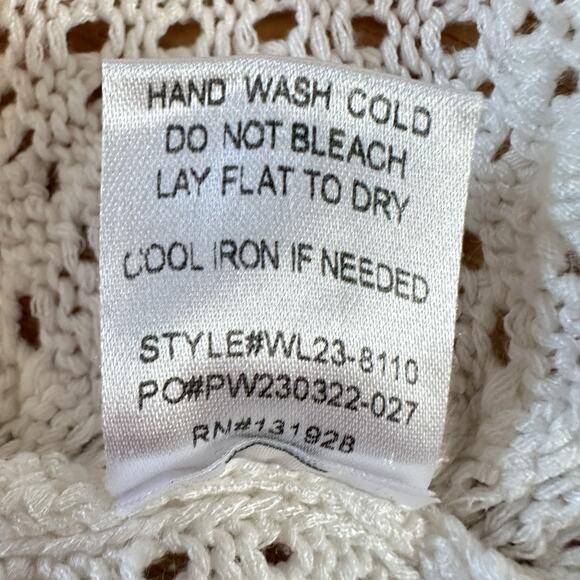 HAND WASH COLD
DO NOT BLEACH
LAY FLAT TO DRY
COOL IRON IF NEEDED
STYLE#WL23-8110
PO#PW230322-027
RN#131928